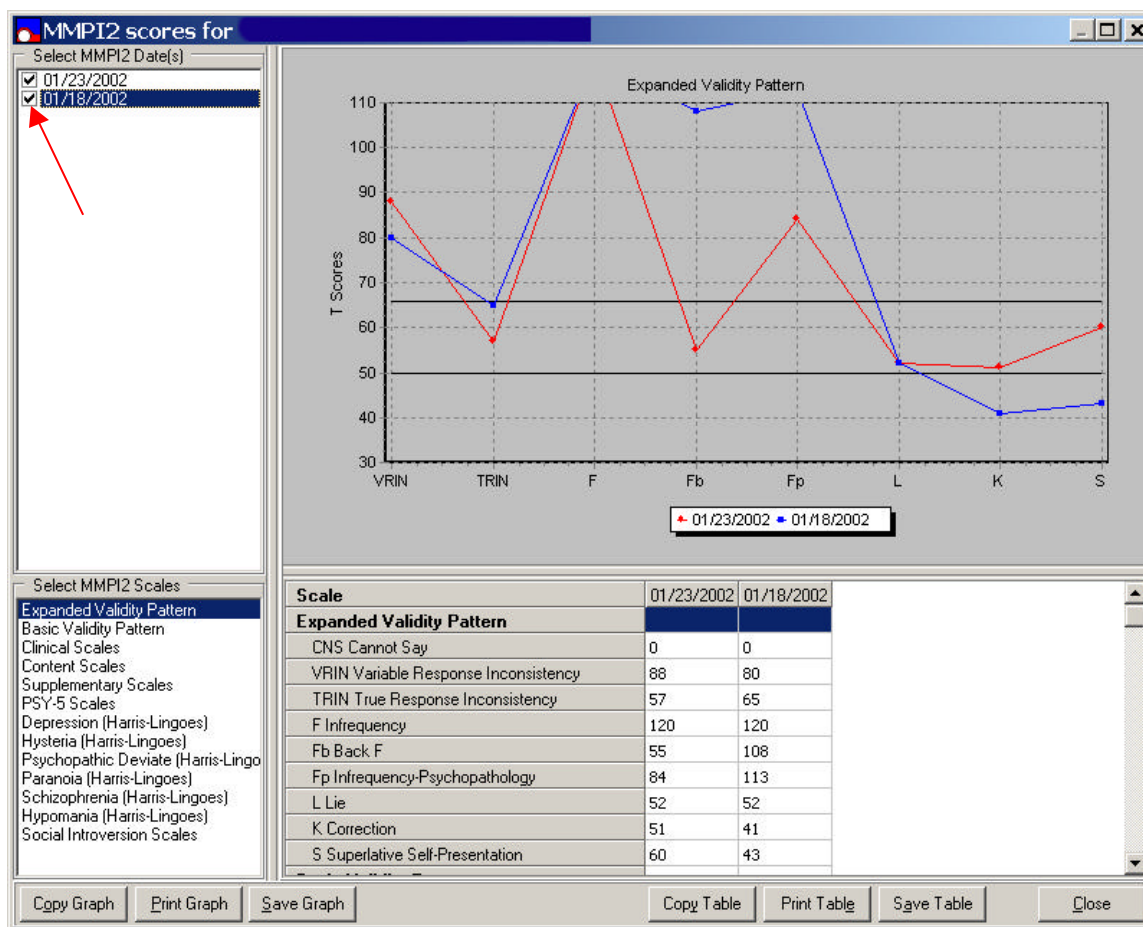 MMPI2 scores for
Select MMPI2 Date(s)
01/23/2002
01/18/2002
Expanded Validity Pattern
T Scores
110
100
90
80
70
60
50
40
30
VRIN TRIN F Fb Fp L K S
01/23/2002 01/18/2002
Select MMPI2 Scales
Expanded Validity Pattern
Basic Validity Pattern
Clinical Scales
Content Scales
Supplementary Scales
PSY-5 Scales
Depression (Harris-Lingoes)
Hysteria (Harris-Lingoes)
Psychopathic Deviate (Harris-Lingo
Paranoia (Harris-Lingoes)
Schizophrenia (Harris-Lingoes)
Hypomania (Harris-Lingoes)
Social Introversion Scales
Scale 01/23/2002 01/18/2002
Expanded Validity Pattern
CNS Cannot Say 0 0
VRIN Variable Response Inconsistency 88 80
TRIN True Response Inconsistency 57 65
F Infrequency 120 120
Fb Back F 55 108
Fp Infrequency-Psychopathology 84 113
L Lie 52 52
K Correction 51 41
S Superlative Self-Presentation 60 43
Copy Graph Print Graph Save Graph Copy Table Print Table Save Table Close